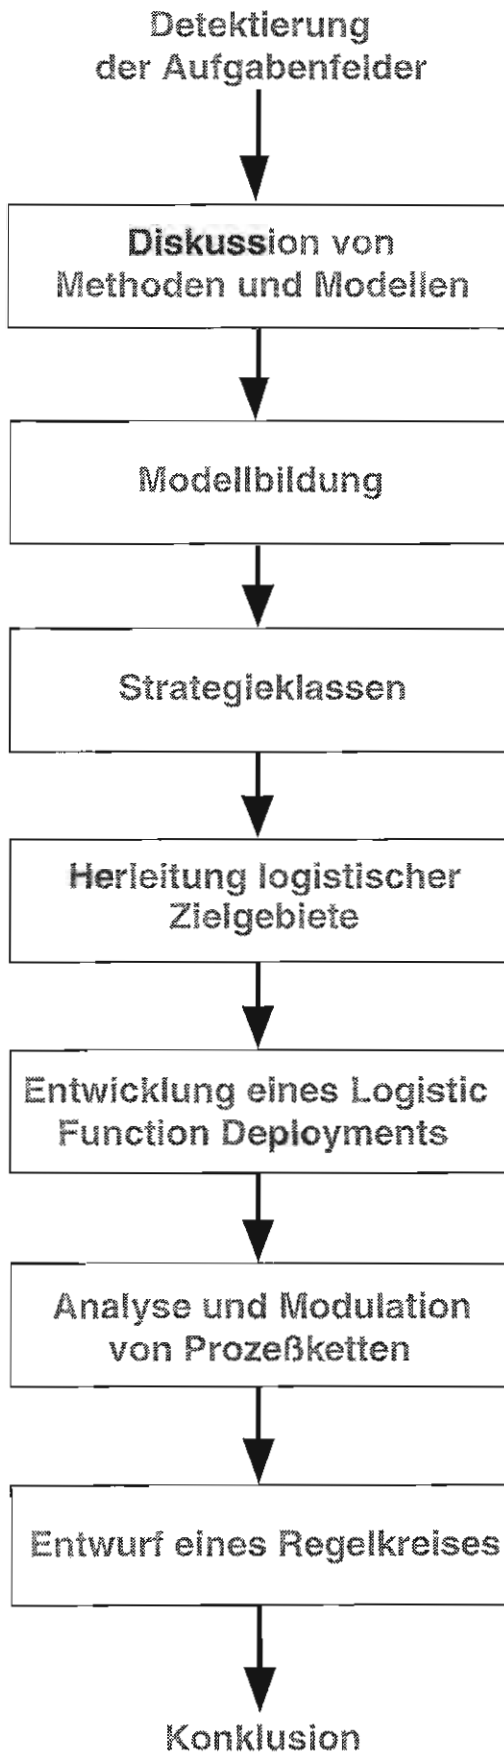 Detektierung
der Aufgabenfelder
Diskussion von
Methoden und Modellen
Modellbildung
Strategieklassen
Herleitung logistischer
Zielgebiete
Entwicklung eines Logistic
Function Deployments
Analyse und Modulation
von Prozeßketten
Entwurf eines Regelkreises
Konklusion